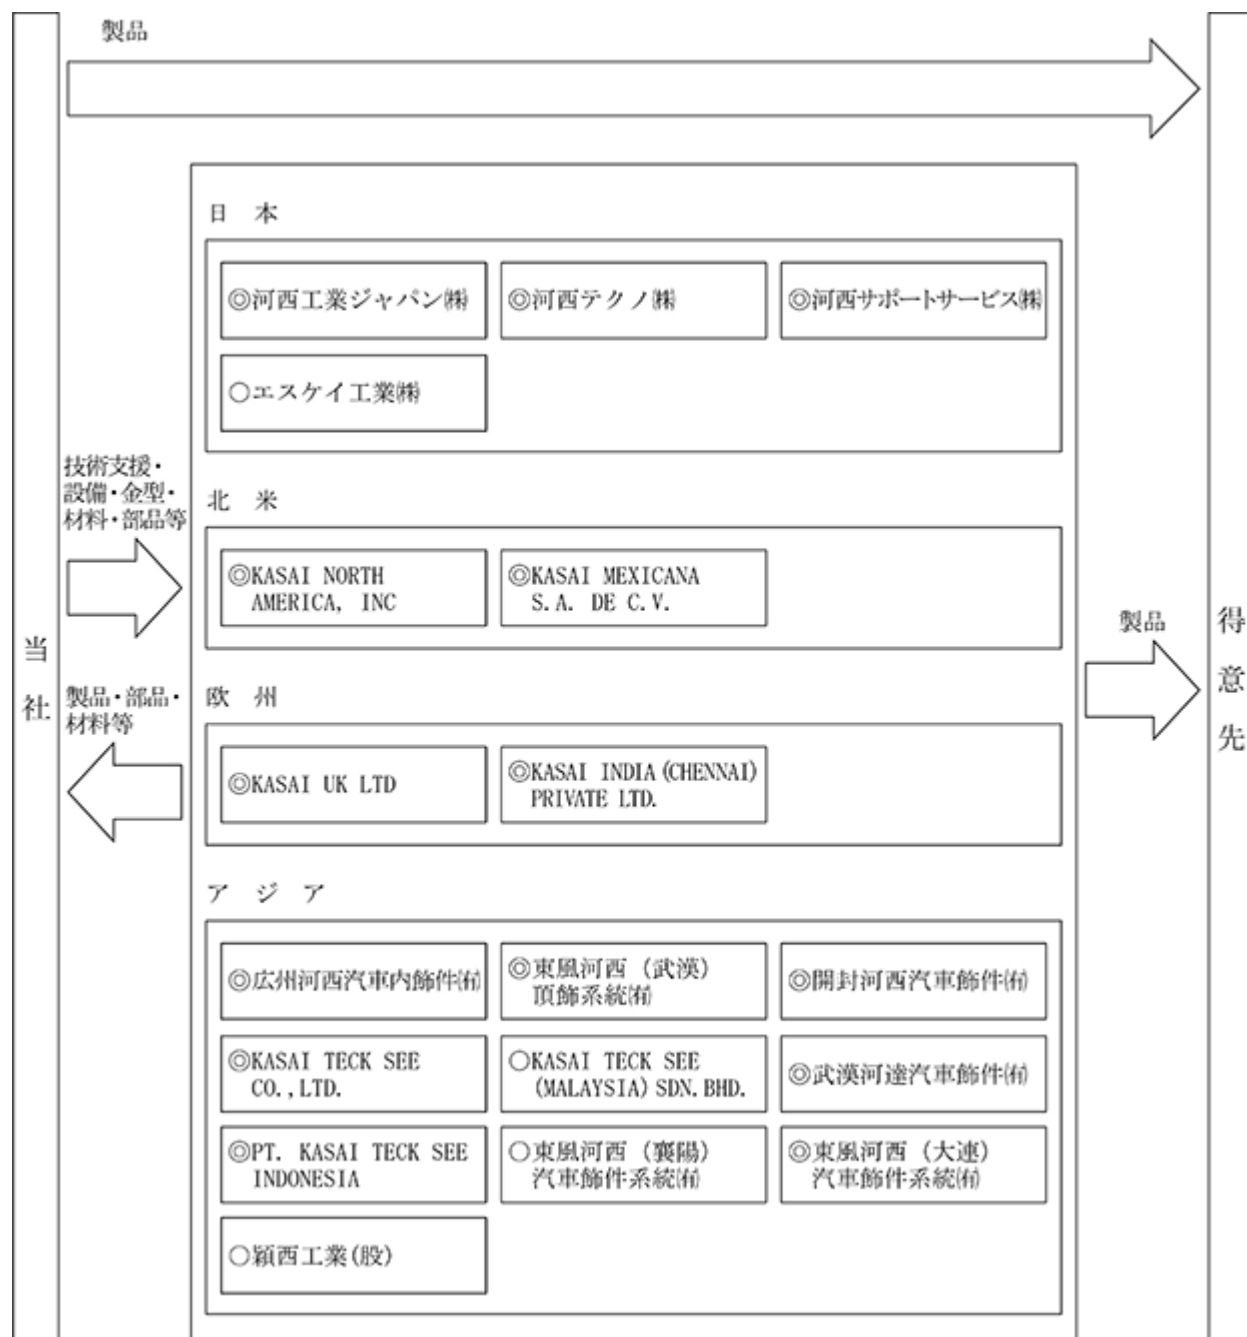 製品
日 本
◎河西工業ジャパン㈱
◎河西テクノ㈱
◎河西サポートサービス㈱
○エスケイ工業㈱
技術支援・
設備・金型・
材料・部品等
北 米
◎KASAI NORTH
AMERICA, INC
◎KASAI MEXICANA
S.A. DE C.V.
当
社
製品
得
意
先
製品・部品・
材料等
欧 州
◎KASAI UK LTD
◎KASAI INDIA(CHENNAI)
PRIVATE LTD.
ア ジ ア
◎広州河西汽車内飾件㈲
◎東風河西(武漢)
頂飾系統㈲
◎開封河西汽車飾件㈲
◎KASAI TECK SEE
CO.,LTD.
○KASAI TECK SEE
(MALAYSIA)SDN.BHD.
◎武漢河達汽車飾件㈲
◎PT. KASAI TECK SEE
INDONESIA
○東風河西(襄陽)
汽車飾件系統㈲
◎東風河西(大連)
汽車飾件系統㈲
○穎西工業(股)